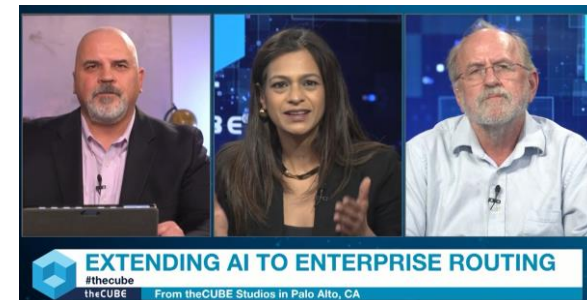 EXTENDING AI TO ENTERPRISE ROUTING
#thecube
theCUBE
From theCUBE Studios in Palo Alto, CA